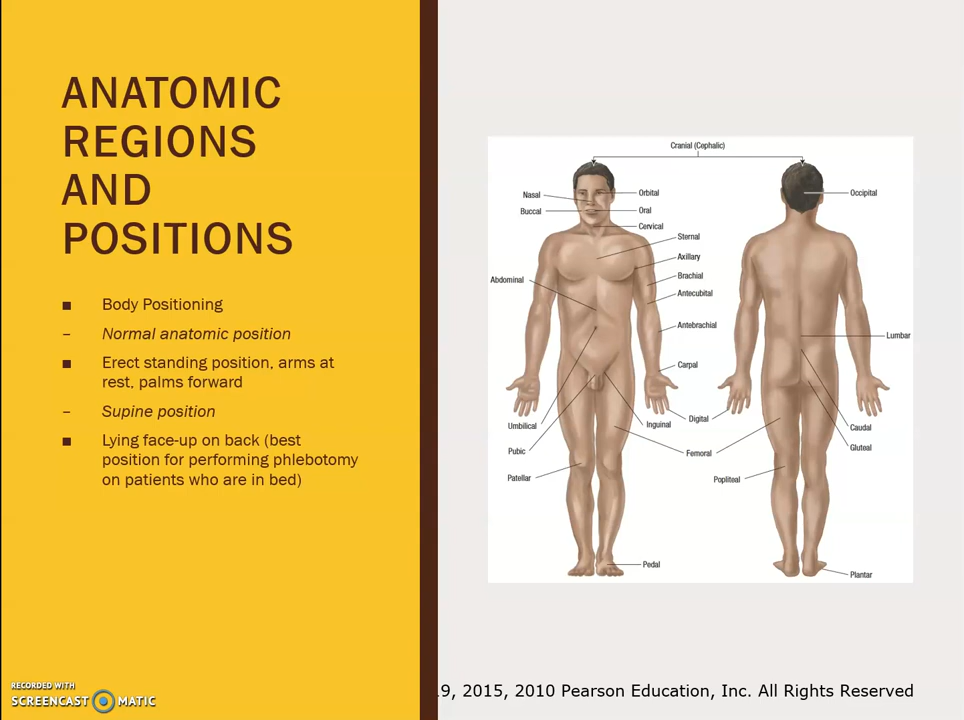 ANATOMIC
REGIONS
AND
POSITIONS
■ Body Positioning
– Normal anatomic position
■ Erect standing position, arms at
rest, palms forward
– Supine position
■ Lying face-up on back (best
position for performing phlebotomy
on patients who are in bed)
Cranial (Cephalic)
Nasal
Orbital
Occipital
Buccal
Oral
Cervical
Sternal
Axillary
Abdominal
Brachial
Antecubital
Antebrachial
Lumbar
Carpal
Digital
Umbilical
Inguinal
Caudal
Pubic
Femoral
Gluteal
Patellar
Popliteal
Pedal
Plantar
9, 2015, 2010 Pearson Education, Inc. All Rights Reserved
RECORDED WITH
SCREENCAST MATIC